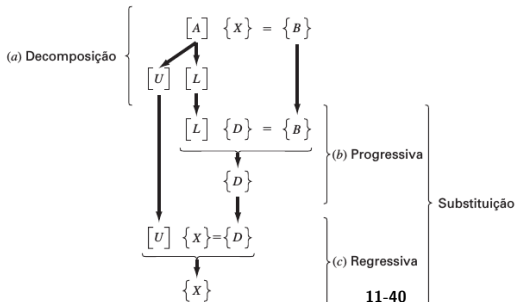 [A] {X} = {B}
(a) Decomposição
[U] [L]
[L] {D} = {B}
(b) Progressiva
{D}
Substituição
[U] {X}={D}
(c) Regressiva
{X}
11-40